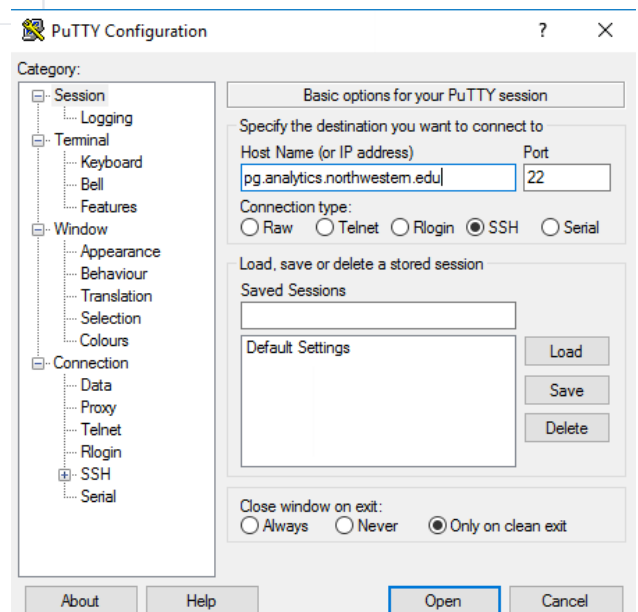 PuTTY Configuration ? ×
Category:
Session
Logging
Terminal
Keyboard
Bell
Features
Window
Appearance
Behaviour
Translation
Selection
Colours
Connection
Data
Proxy
Telnet
Rlogin
SSH
Serial
Basic options for your PuTTY session
Specify the destination you want to connect to
Host Name (or IP address) Port
pg.analytics.northwestern.edu 22
Connection type:
Raw Telnet Rlogin SSH Serial
Load, save or delete a stored session
Saved Sessions
Default Settings
Load
Save
Delete
Close window on exit:
Always Never Only on clean exit
About Help Open Cancel